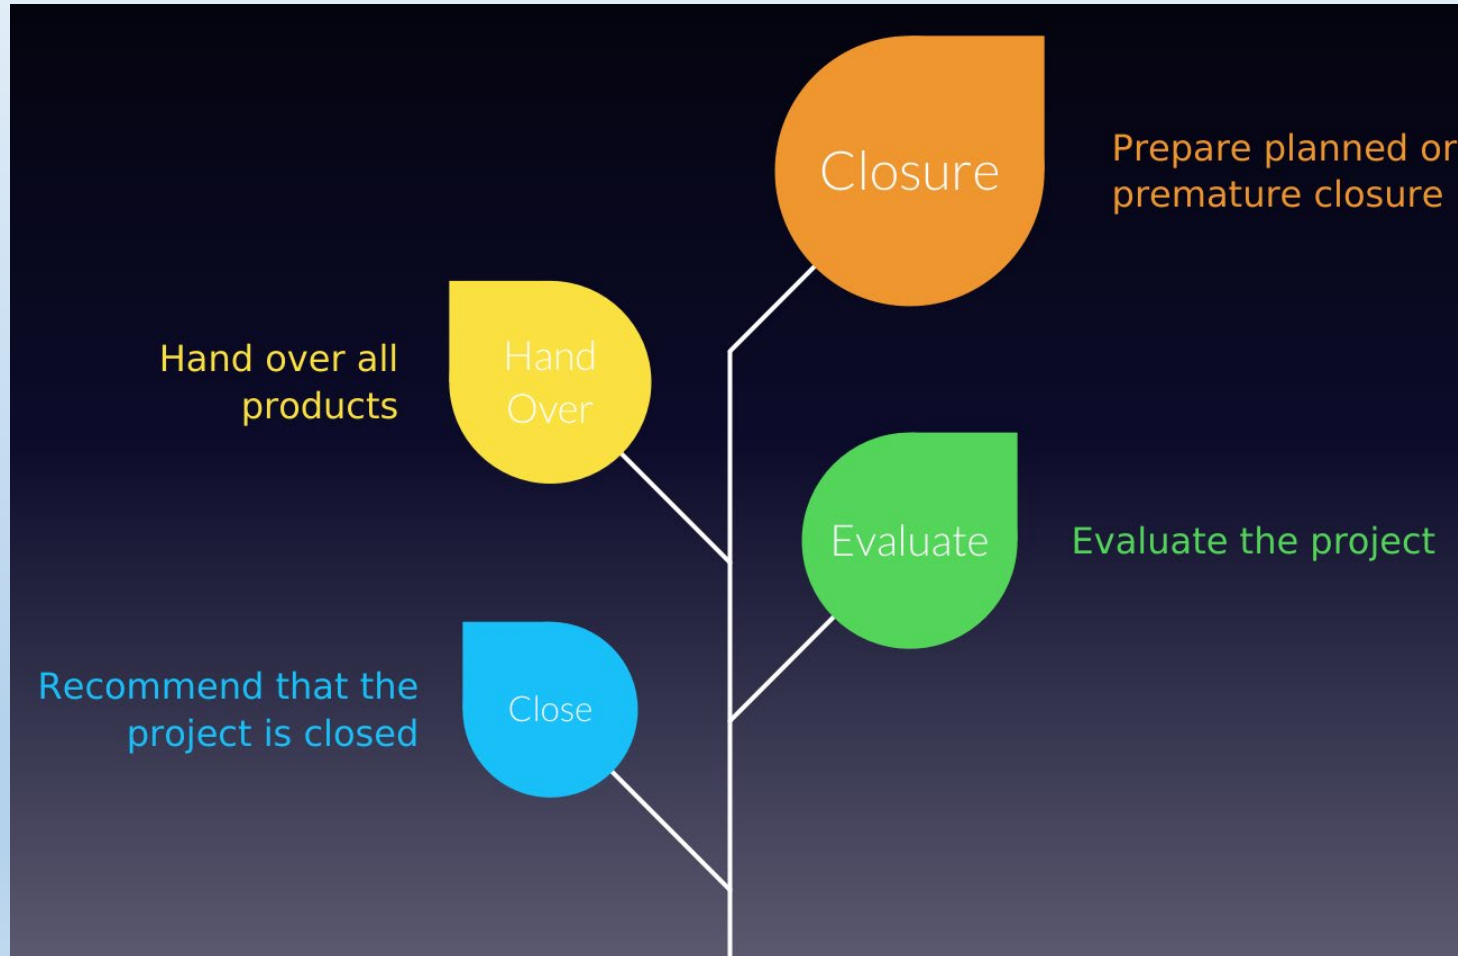 Closure
Prepare planned or
premature closure
Hand over all
products
Hand
Over
Evaluate
Evaluate the project
Recommend that the
project is closed
Close